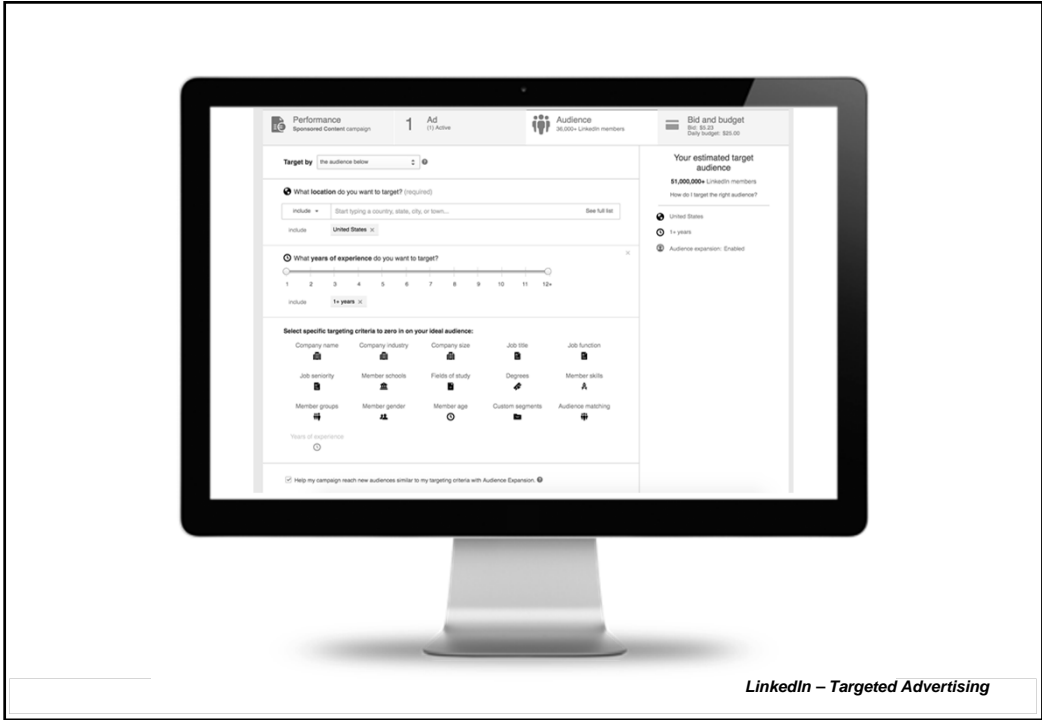 Performance
Sponsored Content campaign
1
Ad
(1) Active
Audience
36,000+ LinkedIn members
Bid and budget
Bid: $5.23
Daily budget: $25.00
Target by the audience below
What location do you want to target? (required)
include Start typing a country, state, city, or town... See full list
include United States ×
What years of experience do you want to target?
1 2 3 4 5 6 7 8 9 10 11 12+
include 1+ years ×
Select specific targeting criteria to zero in on your ideal audience:
Company name Company industry Company size Job title Job function
Job seniority Member schools Fields of study Degrees Member skills
Member groups Member gender Member age Custom segments Audience matching
Years of experience
Help my campaign reach new audiences similar to my targeting criteria with Audience Expansion.
Your estimated target
audience
51,000,000+ LinkedIn members
How do I target the right audience?
United States
1+ years
Audience expansion: Enabled
LinkedIn – Targeted Advertising